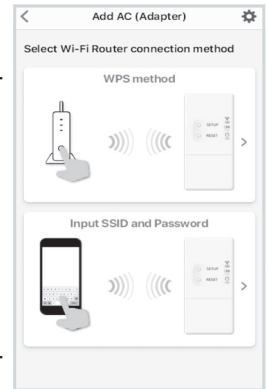 Add AC (Adapter)
Select Wi-Fi Router connection method
WPS method
SETUP
RESET
Input SSID and Password
SETUP
RESET